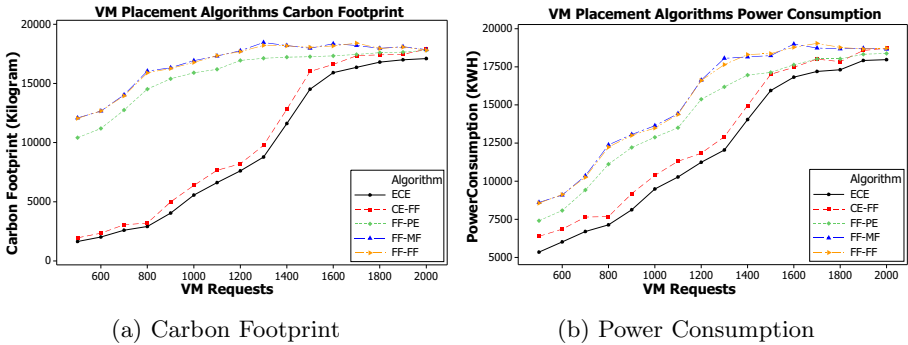 VM Placement Algorithms Carbon Footprint
20000
15000
10000
5000
0
Carbon Footprint (Kilogram)
600 800 1000 1200 1400 1600 1800 2000
VM Requests
Algorithm
ECE
CE-FF
FF-PE
FF-MF
FF-FF
(a) Carbon Footprint
VM Placement Algorithms Power Consumption
20000
17500
15000
12500
10000
7500
5000
PowerConsumption (KWH)
600 800 1000 1200 1400 1600 1800 2000
VM Requests
Algorithm
ECE
CE-FF
FF-PE
FF-MF
FF-FF
(b) Power Consumption